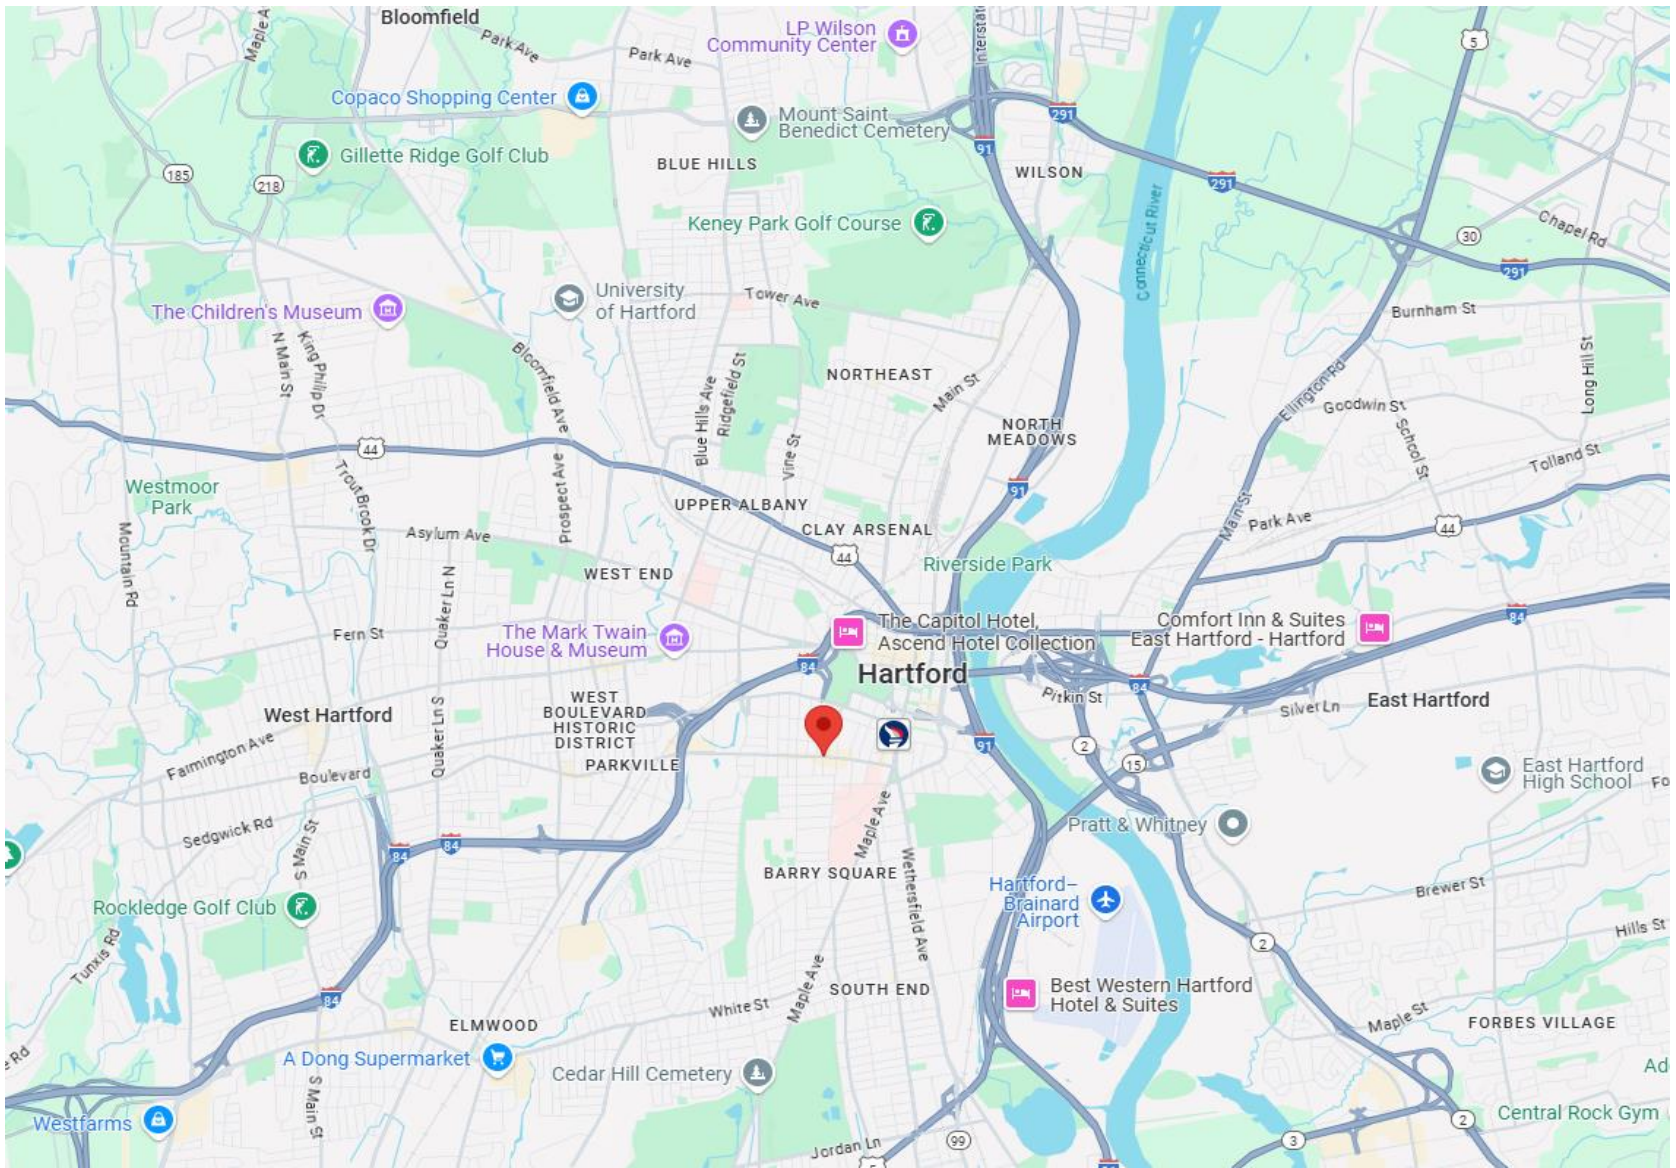 Bloomfield
Maple A
Park Ave
Park Ave
LP Wilson
Community Center
Interstat
5
Copaco Shopping Center
Mount Saint
Benedict Cemetery
291
91
Gillette Ridge Golf Club
BLUE HILLS
WILSON
185
218
291
Keney Park Golf Course
Connecticut River
30
Chapel Rd
291
University
of Hartford
Tower Ave
The Children's Museum
Burnham St
N Main St
King Philip Dr
Bloomfield Ave
Blue Hills Ave
Ridgefield St
NORTHEAST
Main St
Ellington Rd
Long Hill St
Goodwin St
School St
NORTH
MEADOWS
44
Vine St
Tolland St
Trout Brook Dr
Prospect Ave
Westmoor
Park
91
UPPER ALBANY
Main St
Park Ave
44
Mountain Rd
Asylum Ave
CLAY ARSENAL
44
Riverside Park
WEST END
Quaker Ln N
84
The Capitol Hotel,
Ascend Hotel Collection
Comfort Inn & Suites
East Hartford - Hartford
Fern St
The Mark Twain
House & Museum
84
Hartford
84
Pitkin St
East Hartford
Silver Ln
WEST
BOULEVARD
HISTORIC
DISTRICT
West Hartford
Quaker Ln S
91
2
15
Farmington Ave
PARKVILLE
Boulevard
East Hartford
High School
Fo
Sedgwick Rd
S Main St
Maple Ave
Pratt & Whitney
84
84
BARRY SQUARE
Wethersfield Ave
Hartford–
Brainard
Airport
Brewer St
Rockledge Golf Club
Hills St
2
Tunxis Rd
Maple Ave
SOUTH END
Best Western Hartford
Hotel & Suites
84
White St
Maple St
FORBES VILLAGE
ELMWOOD
e Rd
A Dong Supermarket
Cedar Hill Cemetery
Ad
S Main St
Westfarms
2
Central Rock Gym
Jordan Ln
99
3
5
91